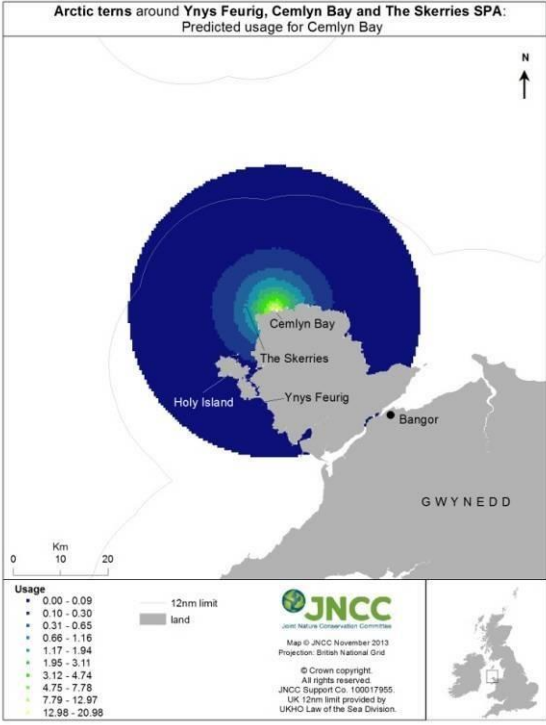 Arctic terns around Ynys Feurig, Cemlyn Bay and The Skerries SPA:
Predicted usage for Cemlyn Bay
N
Cemlyn Bay
The Skerries
Holy Island
Ynys Feurig
Bangor
GWYNEDD
Km
0 10 20
Usage
0.00 - 0.09
0.10 - 0.30
0.31 - 0.65
0.66 - 1.16
1.17 - 1.94
1.95 - 3.11
3.12 - 4.74
4.75 - 7.78
7.79 - 12.97
12.98 - 20.98
12nm limit
land
JNCC
Joint Nature Conservation Committee
Map © JNCC November 2013
Projection: British National Grid
© Crown copyright.
All rights reserved.
JNCC Support Co. 100017955.
UK 12nm limit provided by
UKHO Law of the Sea Division.